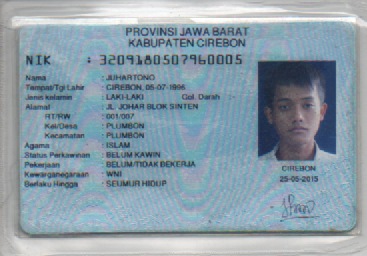 PROVINSI JAWA BARAT
KABUPATEN CIREBON
NIK : 3209180507960005
Nama : JUHARTONO
Tempat/Tgl Lahir : CIREBON, 05-07-1996
Jenis kelamin : LAKI-LAKI Gol. Darah : -
Alamat : JL JOHAR BLOK SINTEN
RT/RW : 001/007
Kel/Desa : PLUMBON
Kecamatan : PLUMBON
Agama : ISLAM
Status Perkawinan : BELUM KAWIN
Pekerjaan : BELUM/TIDAK BEKERJA
Kewarganegaraan : WNI
Berlaku Hingga : SEUMUR HIDUP
CIREBON
25-05-2015